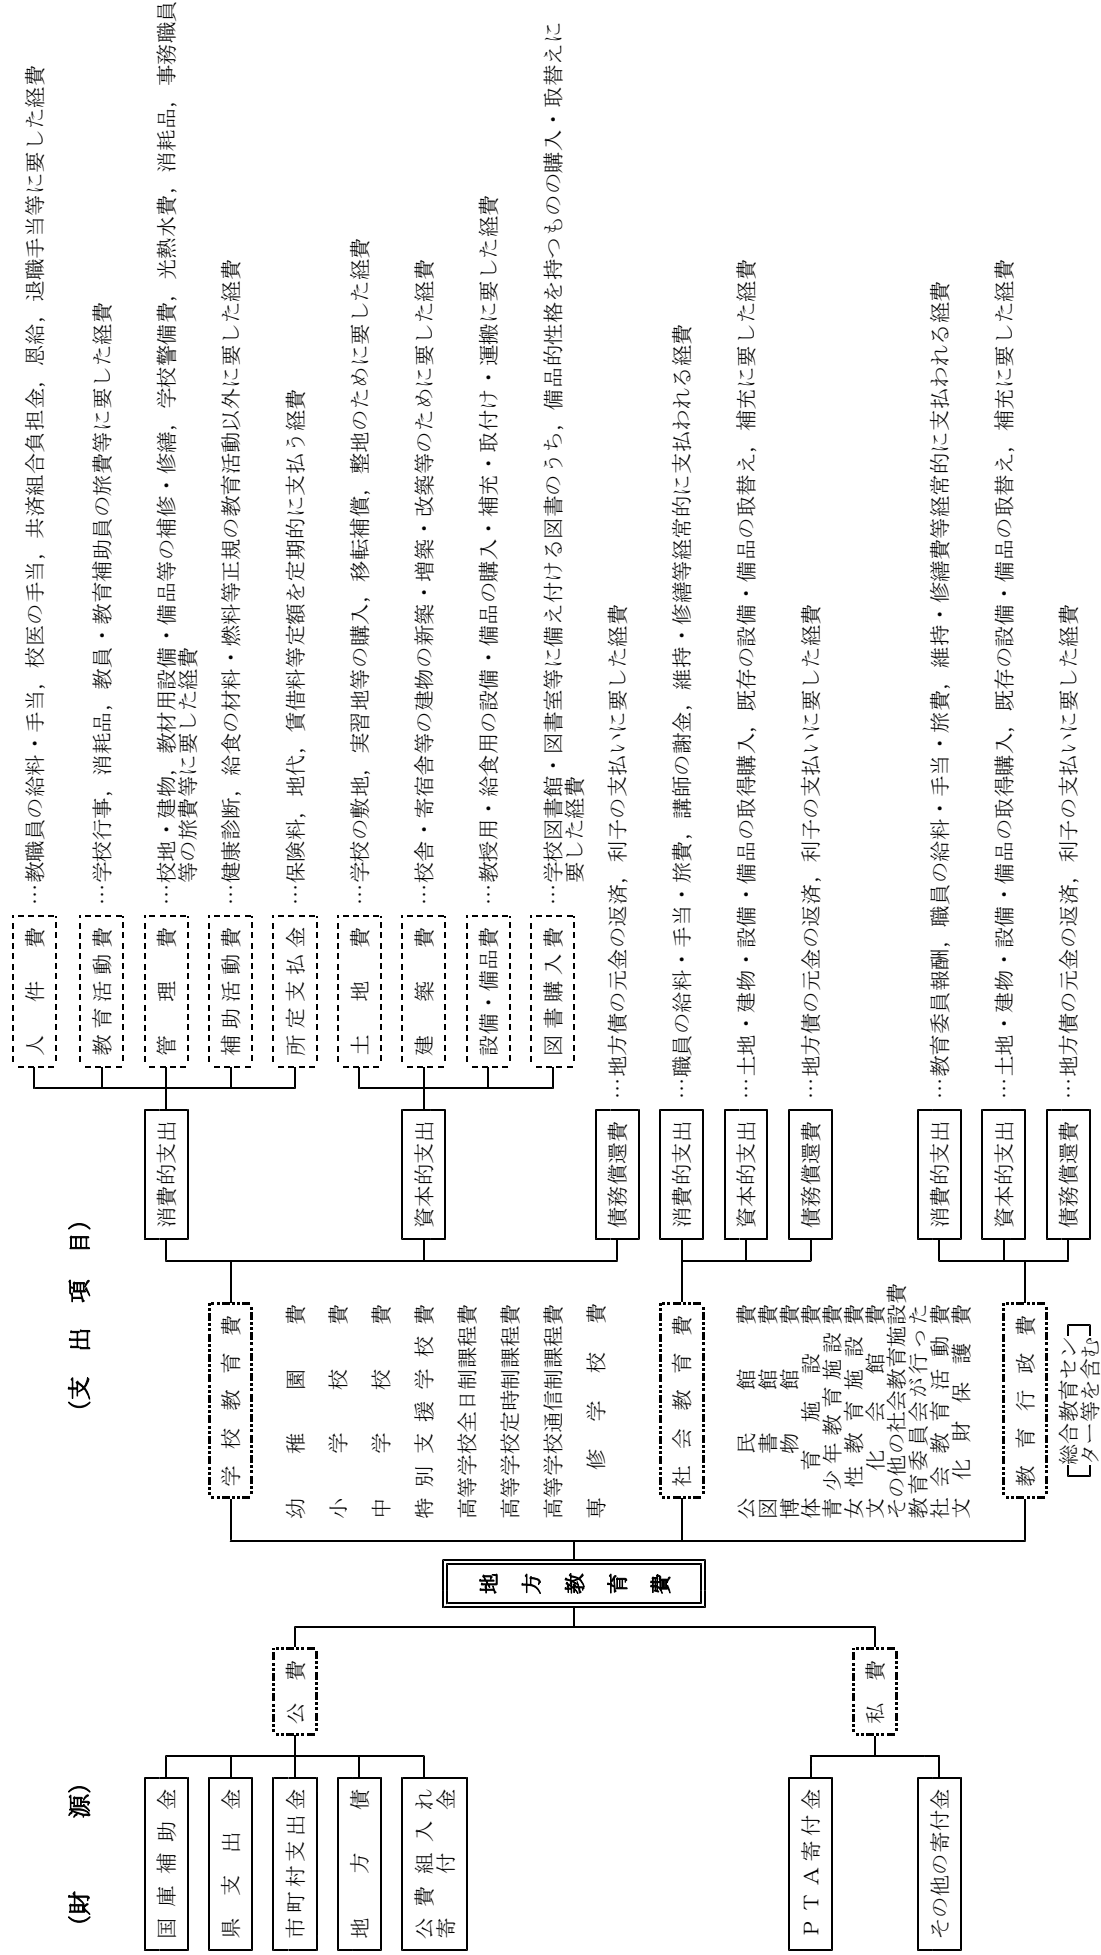 (財　　源)
(支　出　項　目)
国庫補助金
県支出金
市町村支出金
地方債
公費組入れ
寄付金
PTA寄付金
その他の寄付金
公費
私費
地方教育費
学校教育費
幼稚園費
小学校費
中学校費
特別支援学校費
高等学校全日制課程費
高等学校定時制課程費
高等学校通信制課程費
専修学校費
社会教育費
公民館費
図書館費
博物館費
体育施設費
青少年教育施設費
女性教育施設費
文化会館費
その他の社会教育施設費
教育委員会が行った
社会教育活動費
文化財保護費
教育行政費
総合教育セン
ター等を含む
消費的支出
人件費
…教職員の給料・手当，校医の手当，共済組合負担金，恩給，退職手当等に要した経費
教育活動費
…学校行事，消耗品，教員・教育補助員の旅費等に要した経費
管理費
…校地・建物，教材用設備・備品等の補修・修繕，学校警備費，光熱水費，消耗品，事務職員
等の旅費等に要した経費
補助活動費
…健康診断，給食の材料・燃料等正規の教育活動以外に要した経費
所定支払金
…保険料，地代，賃借料等定額を定期的に支払う経費
資本的支出
土地費
…学校の敷地，実習地等の購入，移転補償，整地のために要した経費
建築費
…校舎・寄宿舎等の建物の新築・増築・改築等のために要した経費
設備・備品費
…教授用・給食用の設備・備品の購入・補充・取付け・運搬に要した経費
図書購入費
…学校図書館・図書室等に備え付ける図書のうち，備品的性格を持つものの購入・取替えに
要した経費
債務償還費
…地方債の元金の返済，利子の支払いに要した経費
消費的支出
…職員の給料・手当・旅費，講師の謝金，維持・修繕等経常的に支払われる経費
資本的支出
…土地・建物・設備・備品の取得購入，既存の設備・備品の取替え，補充に要した経費
債務償還費
…地方債の元金の返済，利子の支払いに要した経費
消費的支出
…教育委員報酬，職員の給料・手当・旅費，維持・修繕費等経常的に支払われる経費
資本的支出
…土地・建物・設備・備品の取得購入，既存の設備・備品の取替え，補充に要した経費
債務償還費
…地方債の元金の返済，利子の支払いに要した経費